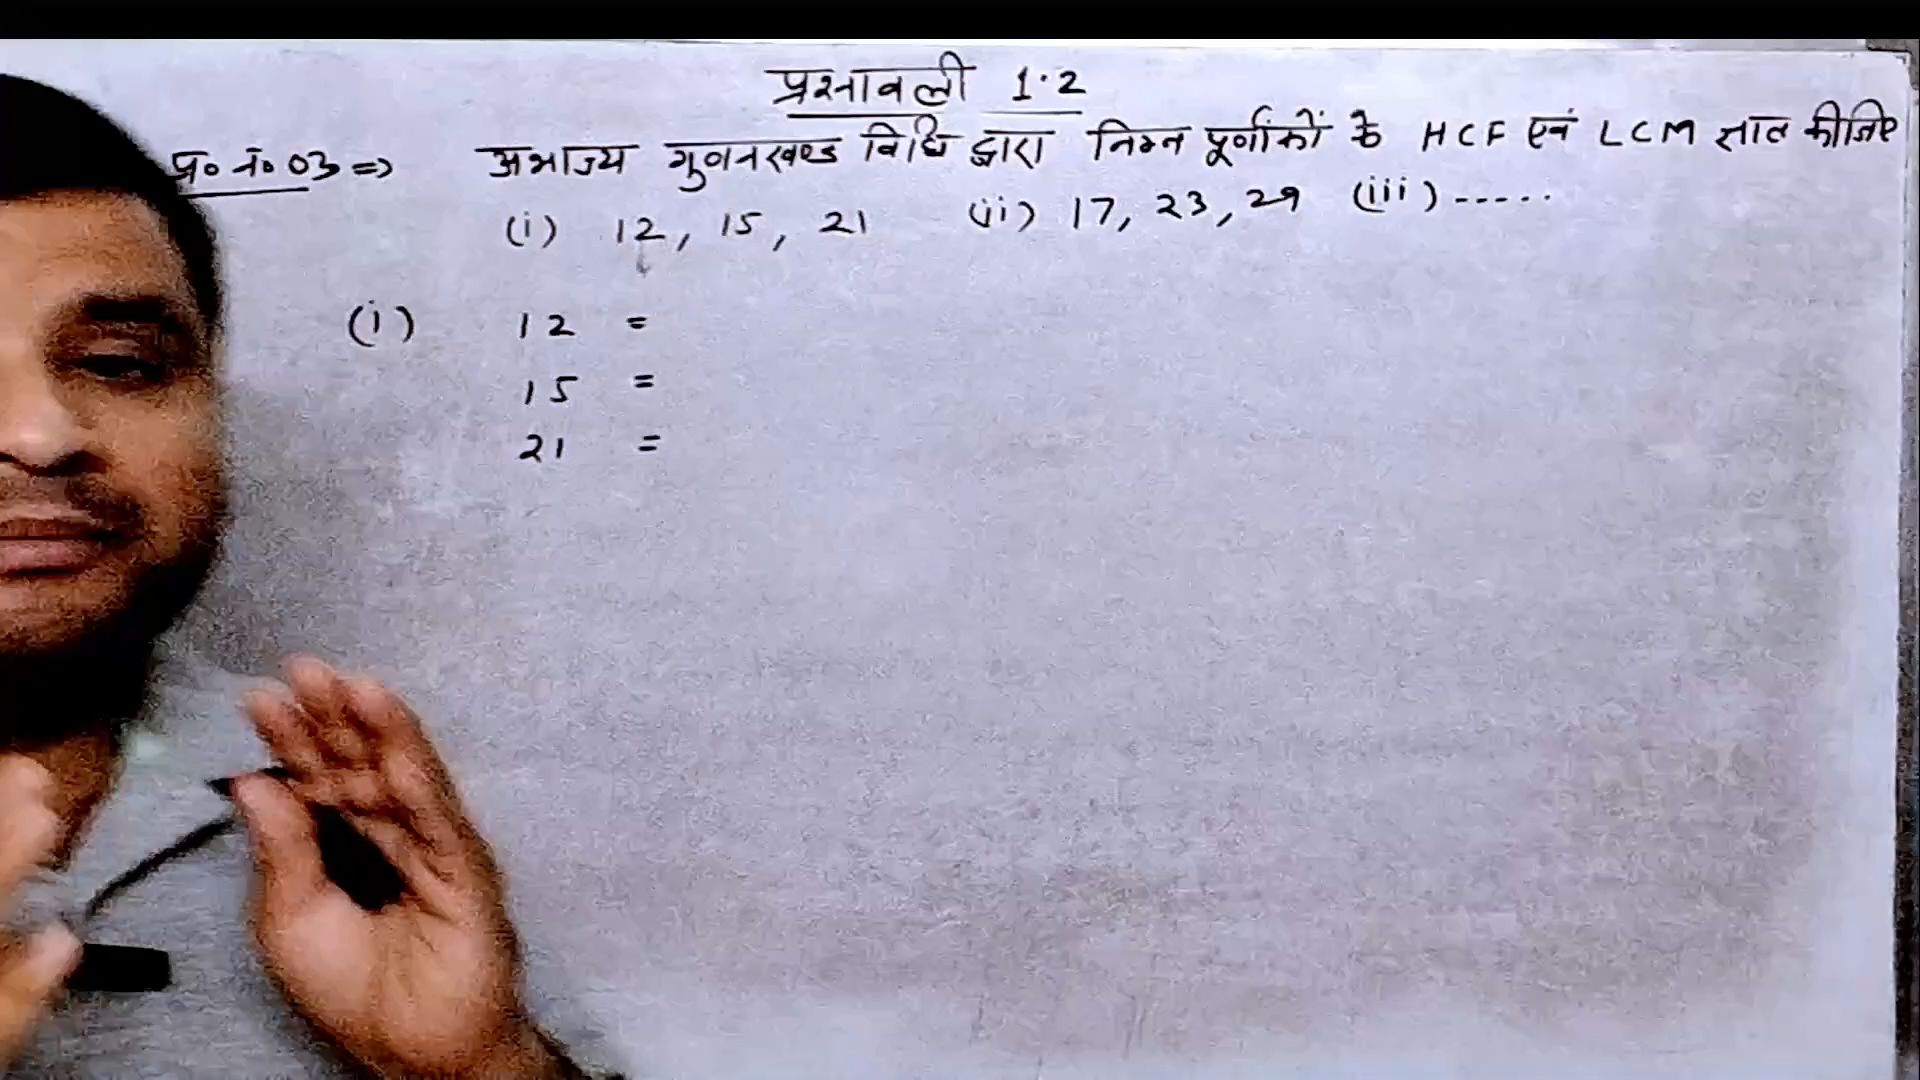 प्रश्नावली 1.2
प्र० नं० 03 => अभाज्य गुणनखण्ड विधि द्वारा निम्न पूर्णांकों के HCF एवं LCM ज्ञात कीजिए
(i) 12, 15, 21 (ii) 17, 23, 29 (iii) -----
(i) 12 =
15 =
21 =